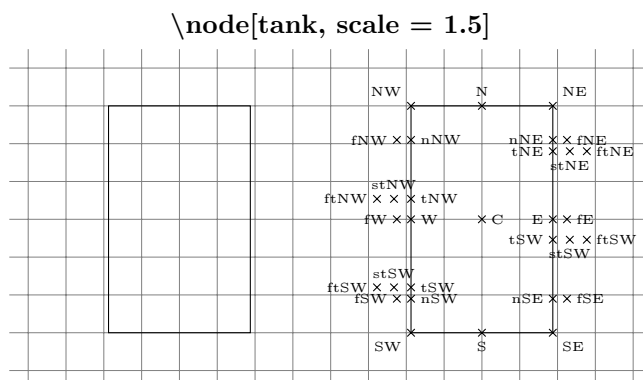 \node[tank, scale = 1.5]
NW N NE
fNW nNW nNE fNE
tNE ftNE
stNE
stNW
ftNW tNW
fW W C E fE
tSW ftSW
stSW
stSW
ftSW tSW
fSW nSW nSE fSE
SW S SE